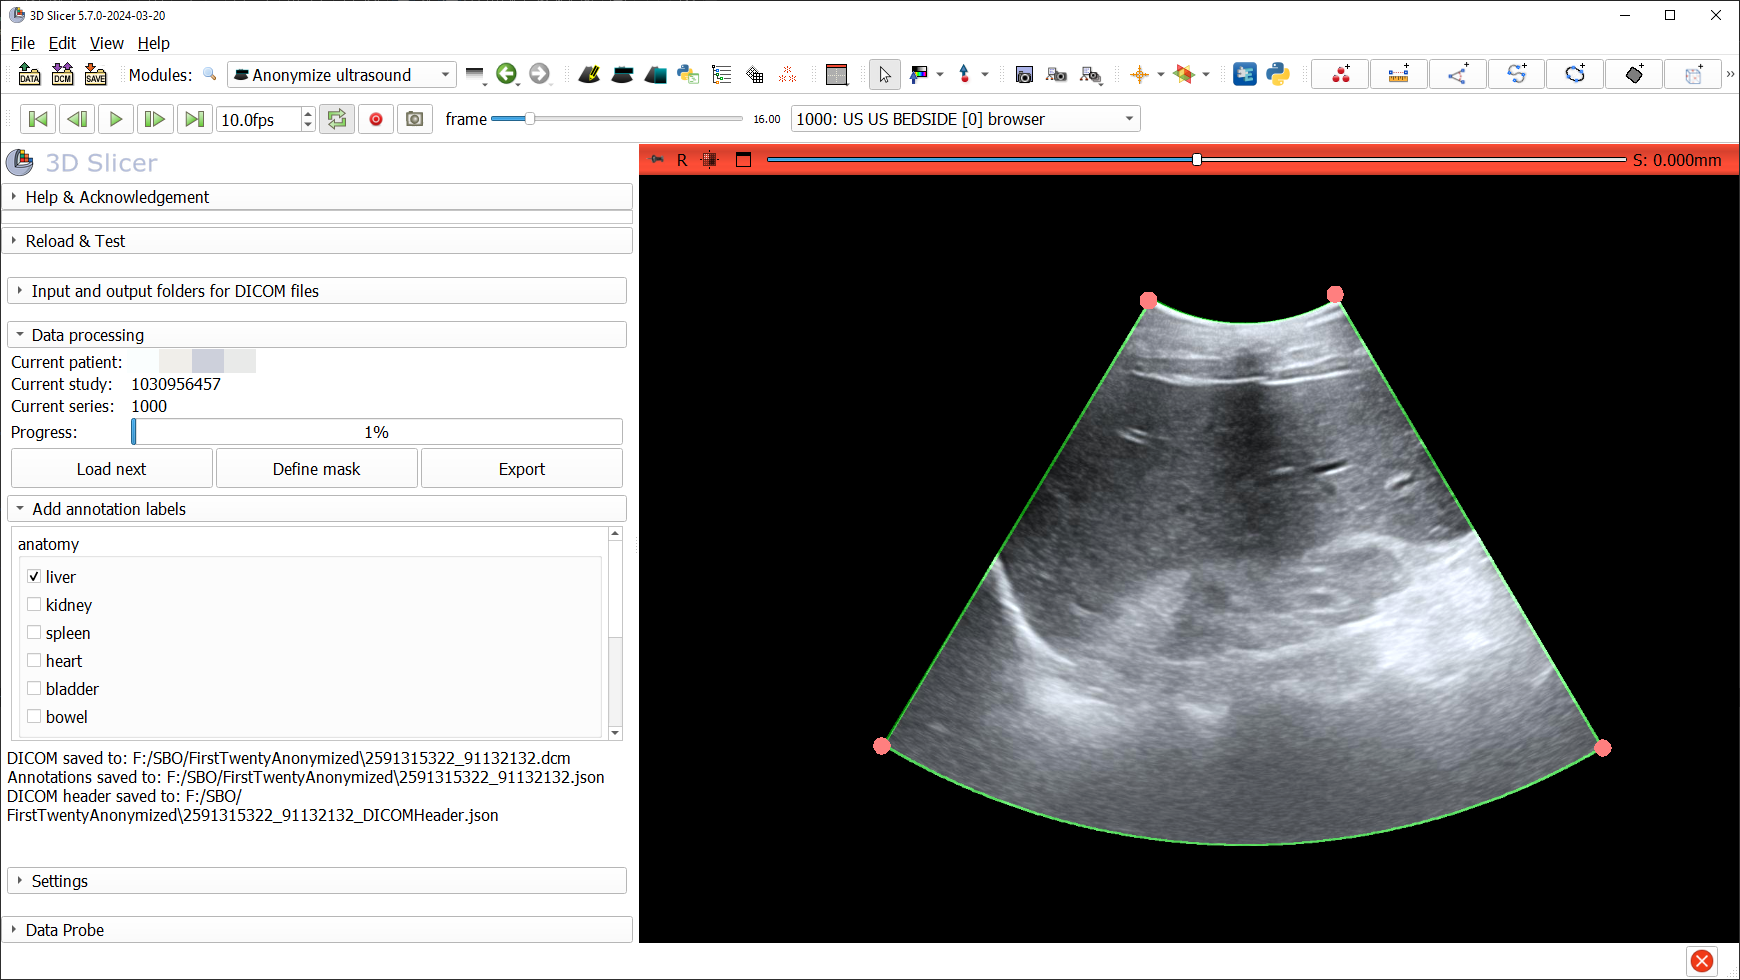 3D Slicer 5.7.0-2024-03-20
File Edit View Help
DATA DCM SAVE Modules: Anonymize ultrasound
10.0fps frame 16.00 1000: US US BEDSIDE [0] browser
3D Slicer
R S: 0.000mm
Help & Acknowledgement
Reload & Test
Input and output folders for DICOM files
Data processing
Current patient:
Current study: 1030956457
Current series: 1000
Progress: 1%
Load next Define mask Export
Add annotation labels
anatomy
liver
kidney
spleen
heart
bladder
bowel
DICOM saved to: F:/SBO/FirstTwentyAnonymized\2591315322_91132132.dcm
Annotations saved to: F:/SBO/FirstTwentyAnonymized\2591315322_91132132.json
DICOM header saved to: F:/SBO/
FirstTwentyAnonymized\2591315322_91132132_DICOMHeader.json
Settings
Data Probe